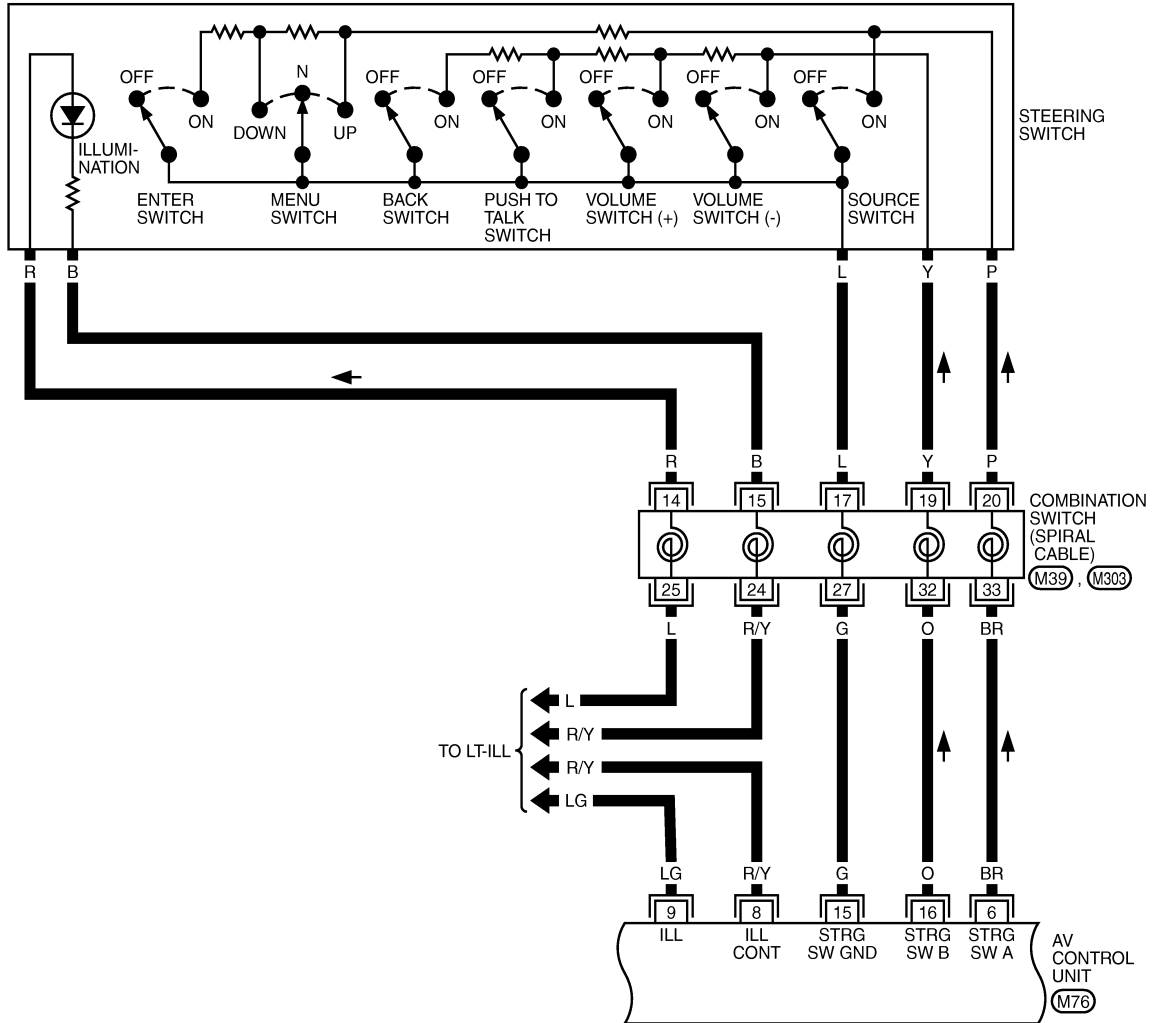 OFF
ON
ILLUMI-
NATION
DOWN
N
UP
OFF
ON
OFF
ON
OFF
ON
OFF
ON
OFF
ON
STEERING
SWITCH
ENTER
SWITCH
MENU
SWITCH
BACK
SWITCH
PUSH TO
TALK
SWITCH
VOLUME
SWITCH (+)
VOLUME
SWITCH (-)
SOURCE
SWITCH
R B L Y P
R B L Y P
14 15 17 19 20
COMBINATION
SWITCH
(SPIRAL
CABLE)
M39 , M303
25 24 27 32 33
L R/Y G O BR
TO LT-ILL
L
R/Y
R/Y
LG
LG R/Y G O BR
9 8 15 16 6
ILL
ILL
CONT
STRG
SW GND
STRG
SW B
STRG
SW A
AV
CONTROL
UNIT
M76